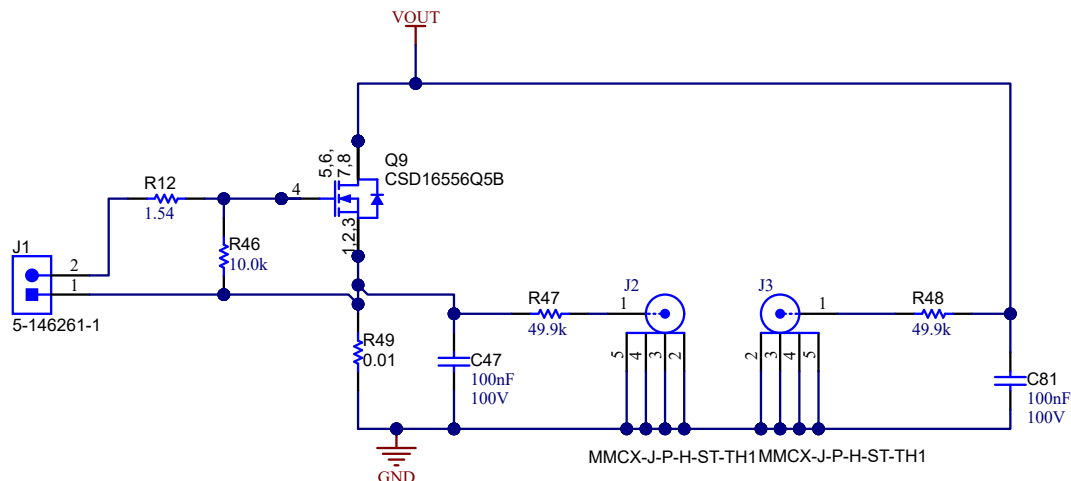 VOUT
5,6,
7,8
Q9
CSD16556Q5B
R12
1.54
4
1,2,3
J1
2
1
5-146261-1
R46
10.0k
R49
0.01
C47
100nF
100V
R47
49.9k
1
J2
5
4
3
2
J3
1
2
3
4
5
R48
49.9k
C81
100nF
100V
MMCX-J-P-H-ST-TH1
MMCX-J-P-H-ST-TH1
GND